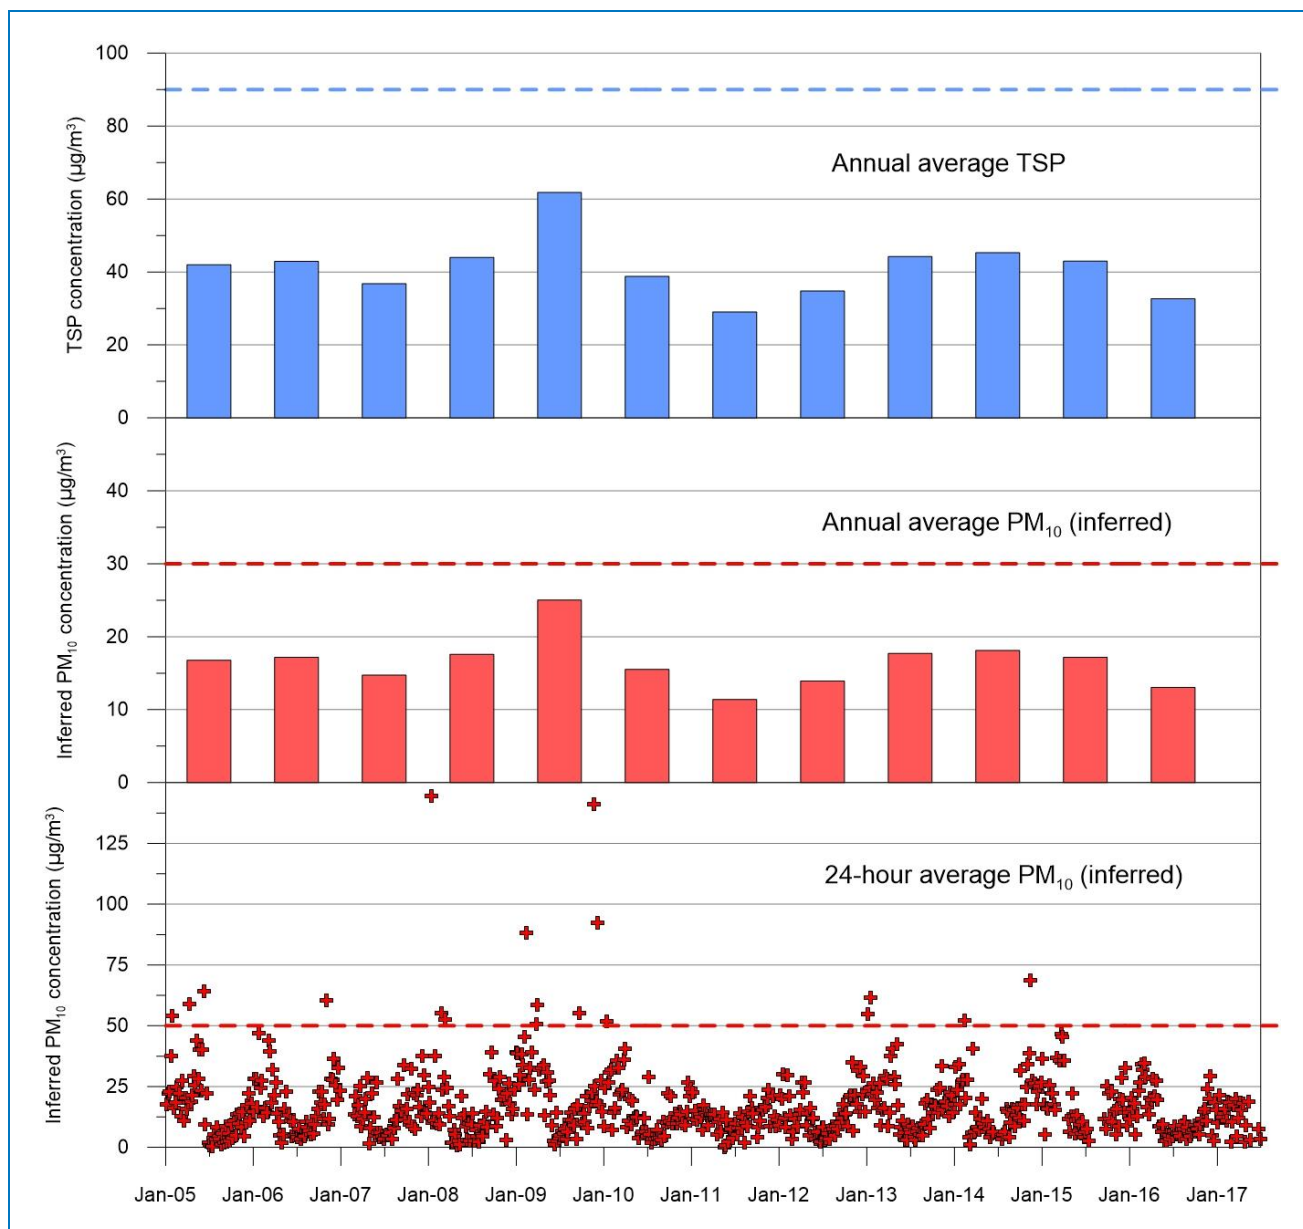 100
80
60
40
20
0
TSP concentration (µg/m³)
Annual average TSP
40
30
20
10
0
Inferred PM₁₀ concentration (µg/m³)
Annual average PM₁₀ (inferred)
125
100
75
50
25
0
Inferred PM₁₀ concentration (µg/m³)
24-hour average PM₁₀ (inferred)
Jan-05 Jan-06 Jan-07 Jan-08 Jan-09 Jan-10 Jan-11 Jan-12 Jan-13 Jan-14 Jan-15 Jan-16 Jan-17